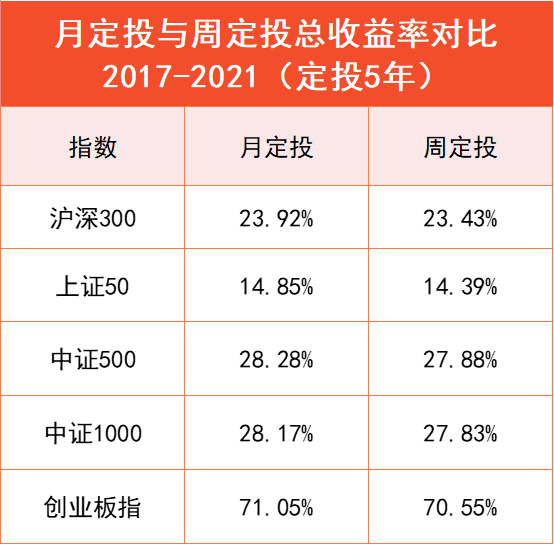 月定投与周定投总收益率对比
2017-2021（定投5年）
指数 月定投 周定投
沪深300 23.92% 23.43%
上证50 14.85% 14.39%
中证500 28.28% 27.88%
中证1000 28.17% 27.83%
创业板指 71.05% 70.55%